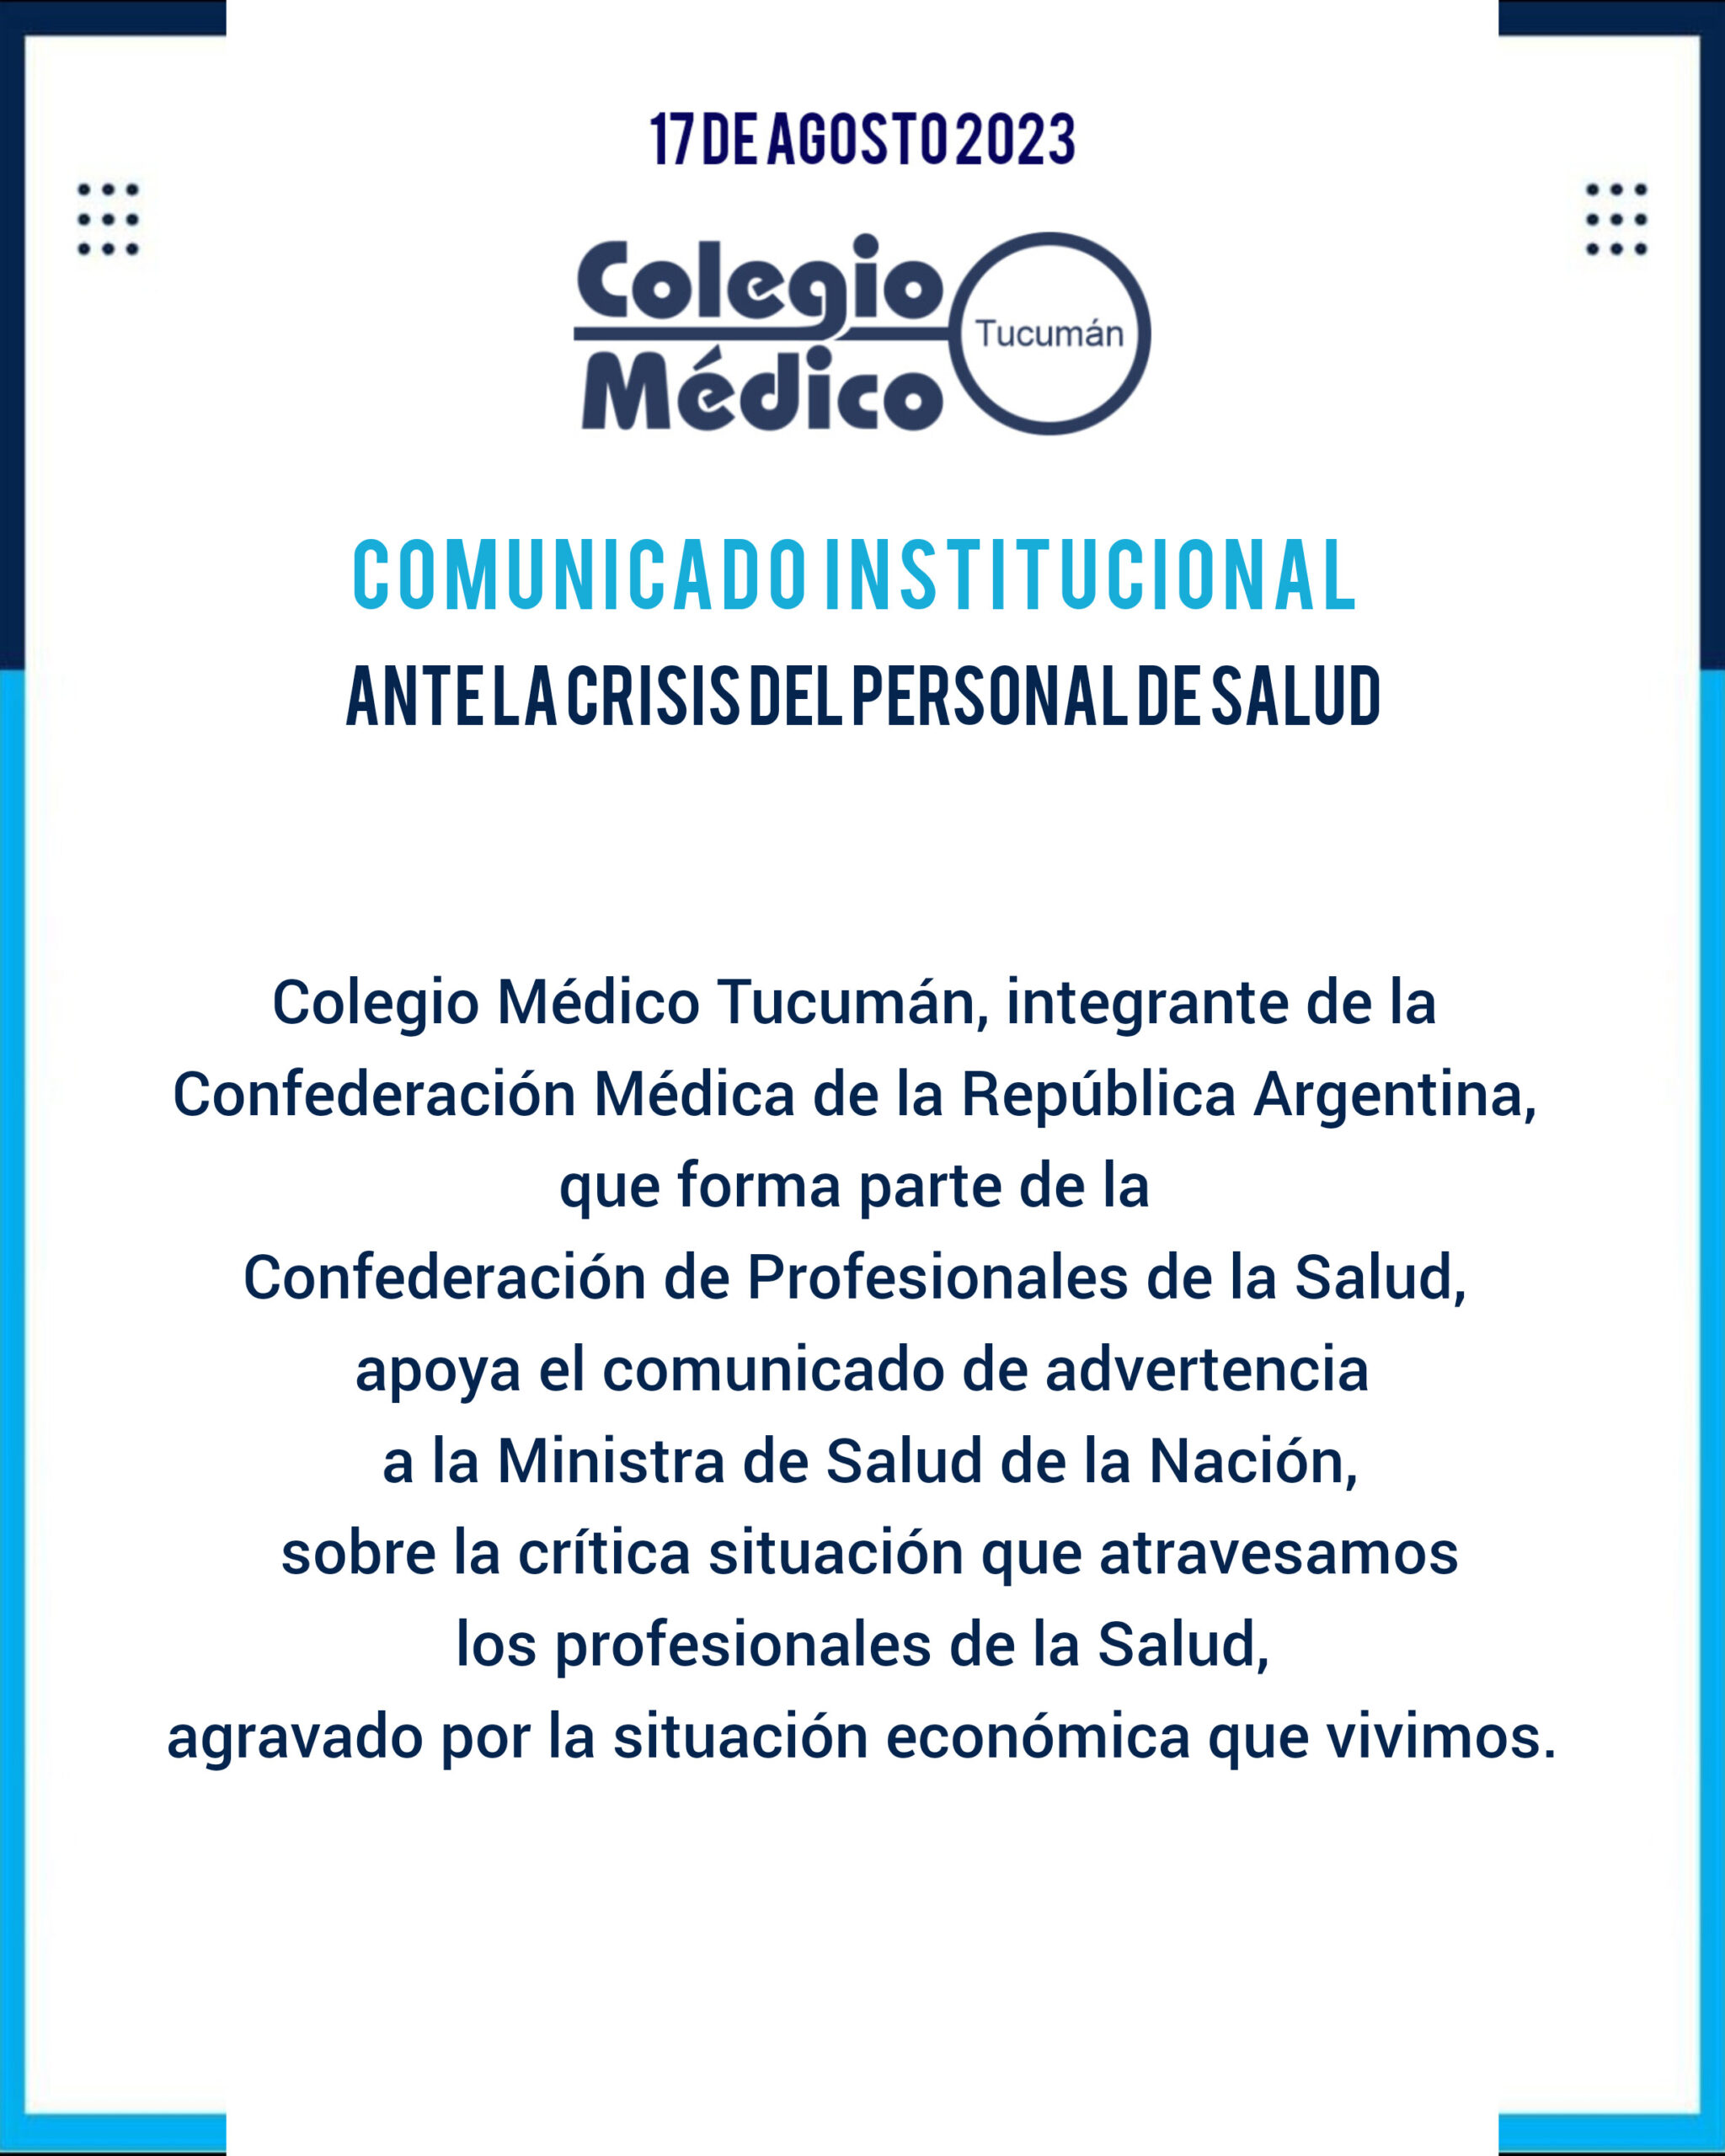 17 DE AGOSTO 2023
Colegio
Médico
Tucumán
COMUNICADO INSTITUCIONAL
ANTE LA CRISIS DEL PERSONAL DE SALUD
Colegio Médico Tucumán, integrante de la
Confederación Médica de la República Argentina,
que forma parte de la
Confederación de Profesionales de la Salud,
apoya el comunicado de advertencia
a la Ministra de Salud de la Nación,
sobre la crítica situación que atravesamos
los profesionales de la Salud,
agravado por la situación económica que vivimos.